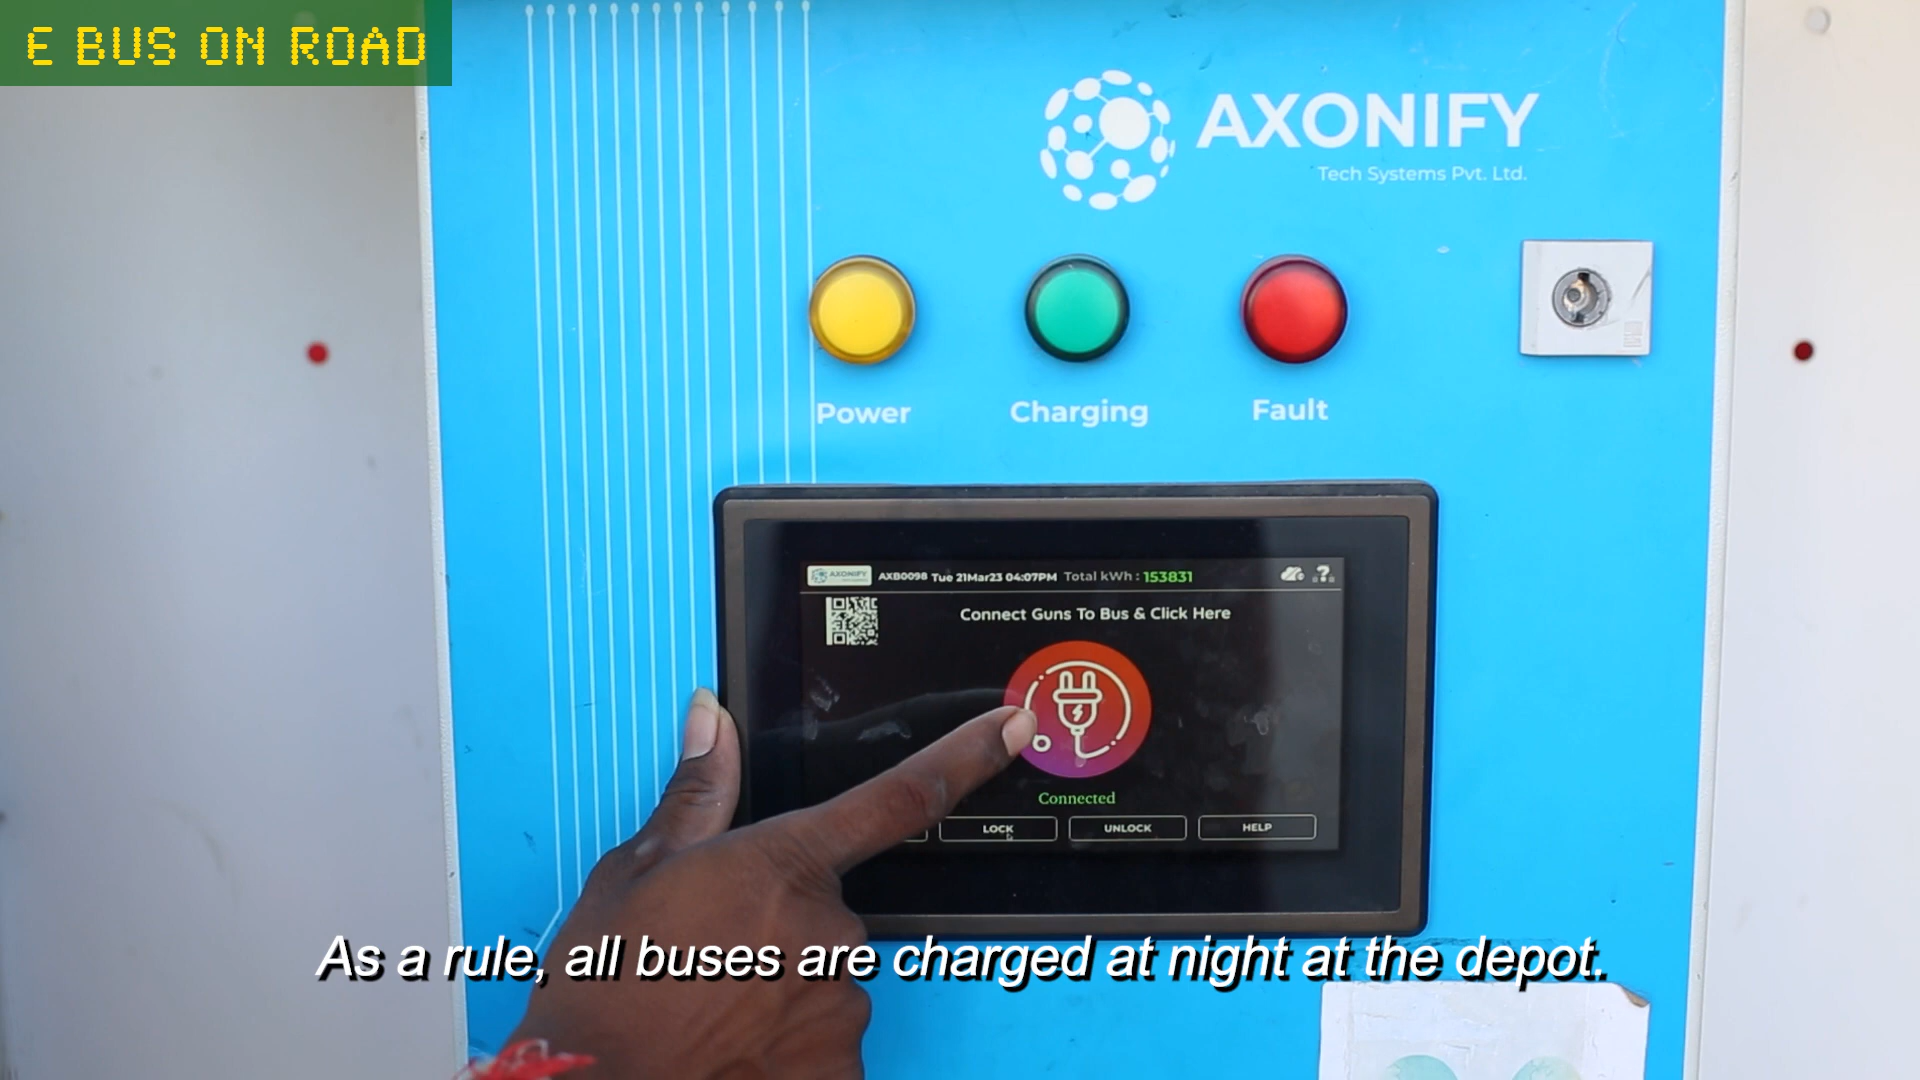 E BUS ON ROAD
AXONIFY
Tech Systems Pvt. Ltd.
Power
Charging
Fault
AXONIFY
AXB0098 Tue 21Mar23 04:07PM Total kWh : 153831
Connect Guns To Bus & Click Here
Connected
LOCK
UNLOCK
HELP
As a rule, all buses are charged at night at the depot.